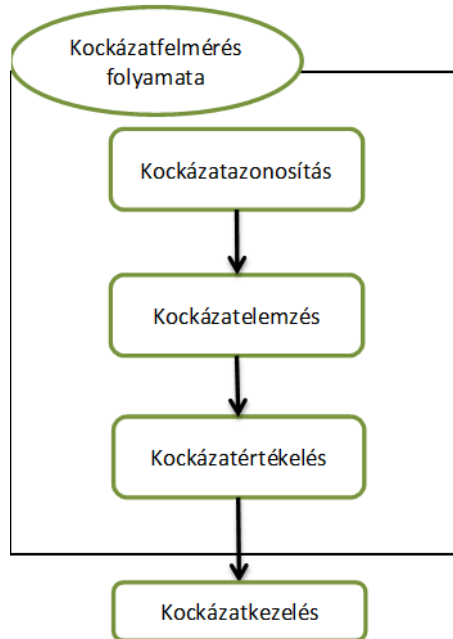 Kockázatfelmérés
folyamata
Kockázatazonosítás
Kockázatelemzés
Kockázatértékelés
Kockázatkezelés